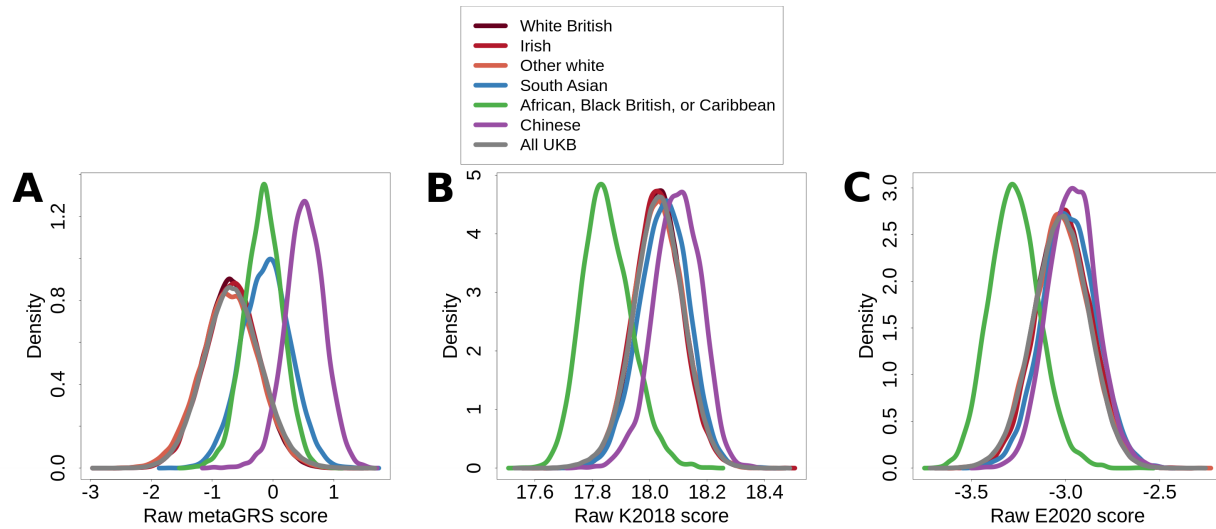 White British
Irish
Other white
South Asian
African, Black British, or Caribbean
Chinese
All UKB
A
Density
0.0 0.4 0.8 1.2
-3 -2 -1 0 1
Raw metaGRS score
B
Density
0 1 2 3 4 5
17.6 17.8 18.0 18.2 18.4
Raw K2018 score
C
Density
0.0 0.5 1.0 1.5 2.0 2.5 3.0
-3.5 -3.0 -2.5
Raw E2020 score